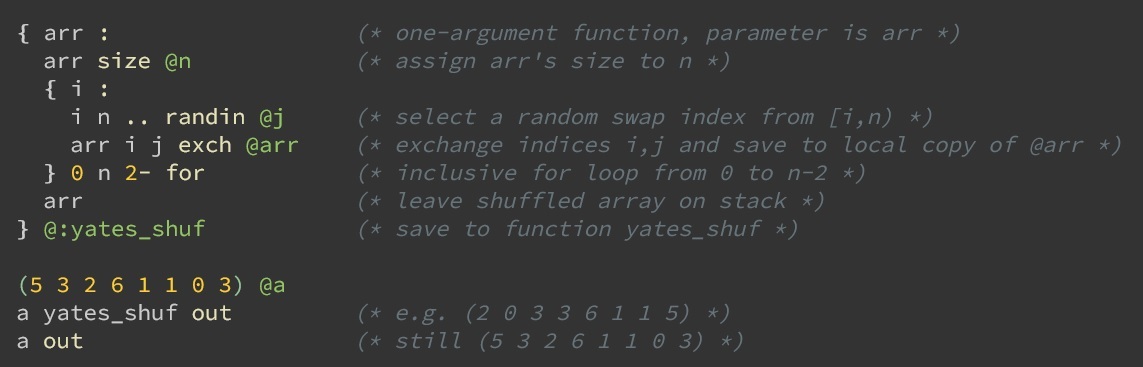 { arr :                 (* one-argument function, parameter is arr *)
  arr size @n           (* assign arr's size to n *)
  { i :
    i n .. randin @j    (* select a random swap index from [i,n) *)
    arr i j exch @arr   (* exchange indices i,j and save to local copy of @arr *)
  } 0 n 2- for          (* inclusive for loop from 0 to n-2 *)
  arr                   (* leave shuffled array on stack *)
} @:yates_shuf          (* save to function yates_shuf *)

(5 3 2 6 1 1 0 3) @a
a yates_shuf out        (* e.g. (2 0 3 3 6 1 1 5) *)
a out                   (* still (5 3 2 6 1 1 0 3) *)